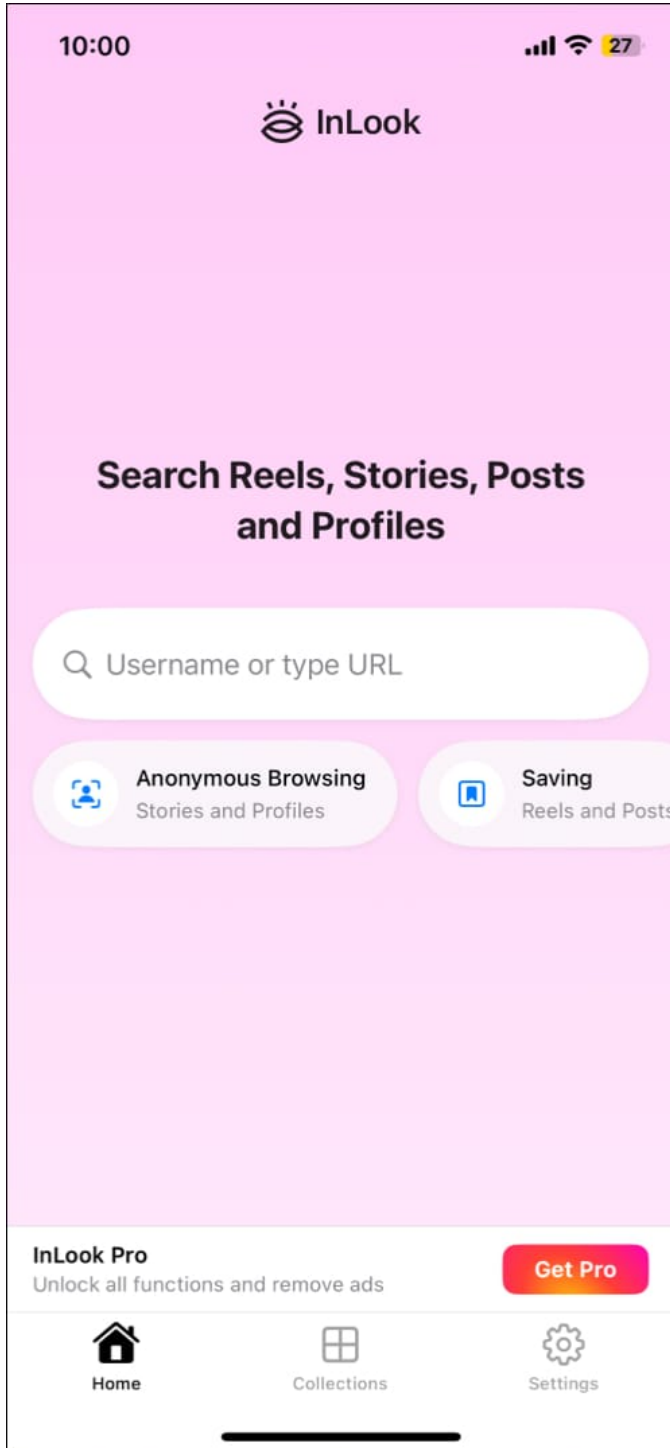 10:00
27
InLook
Search Reels, Stories, Posts
and Profiles
Username or type URL
Anonymous Browsing
Stories and Profiles
Saving
Reels and Posts
InLook Pro
Unlock all functions and remove ads
Get Pro
Home
Collections
Settings